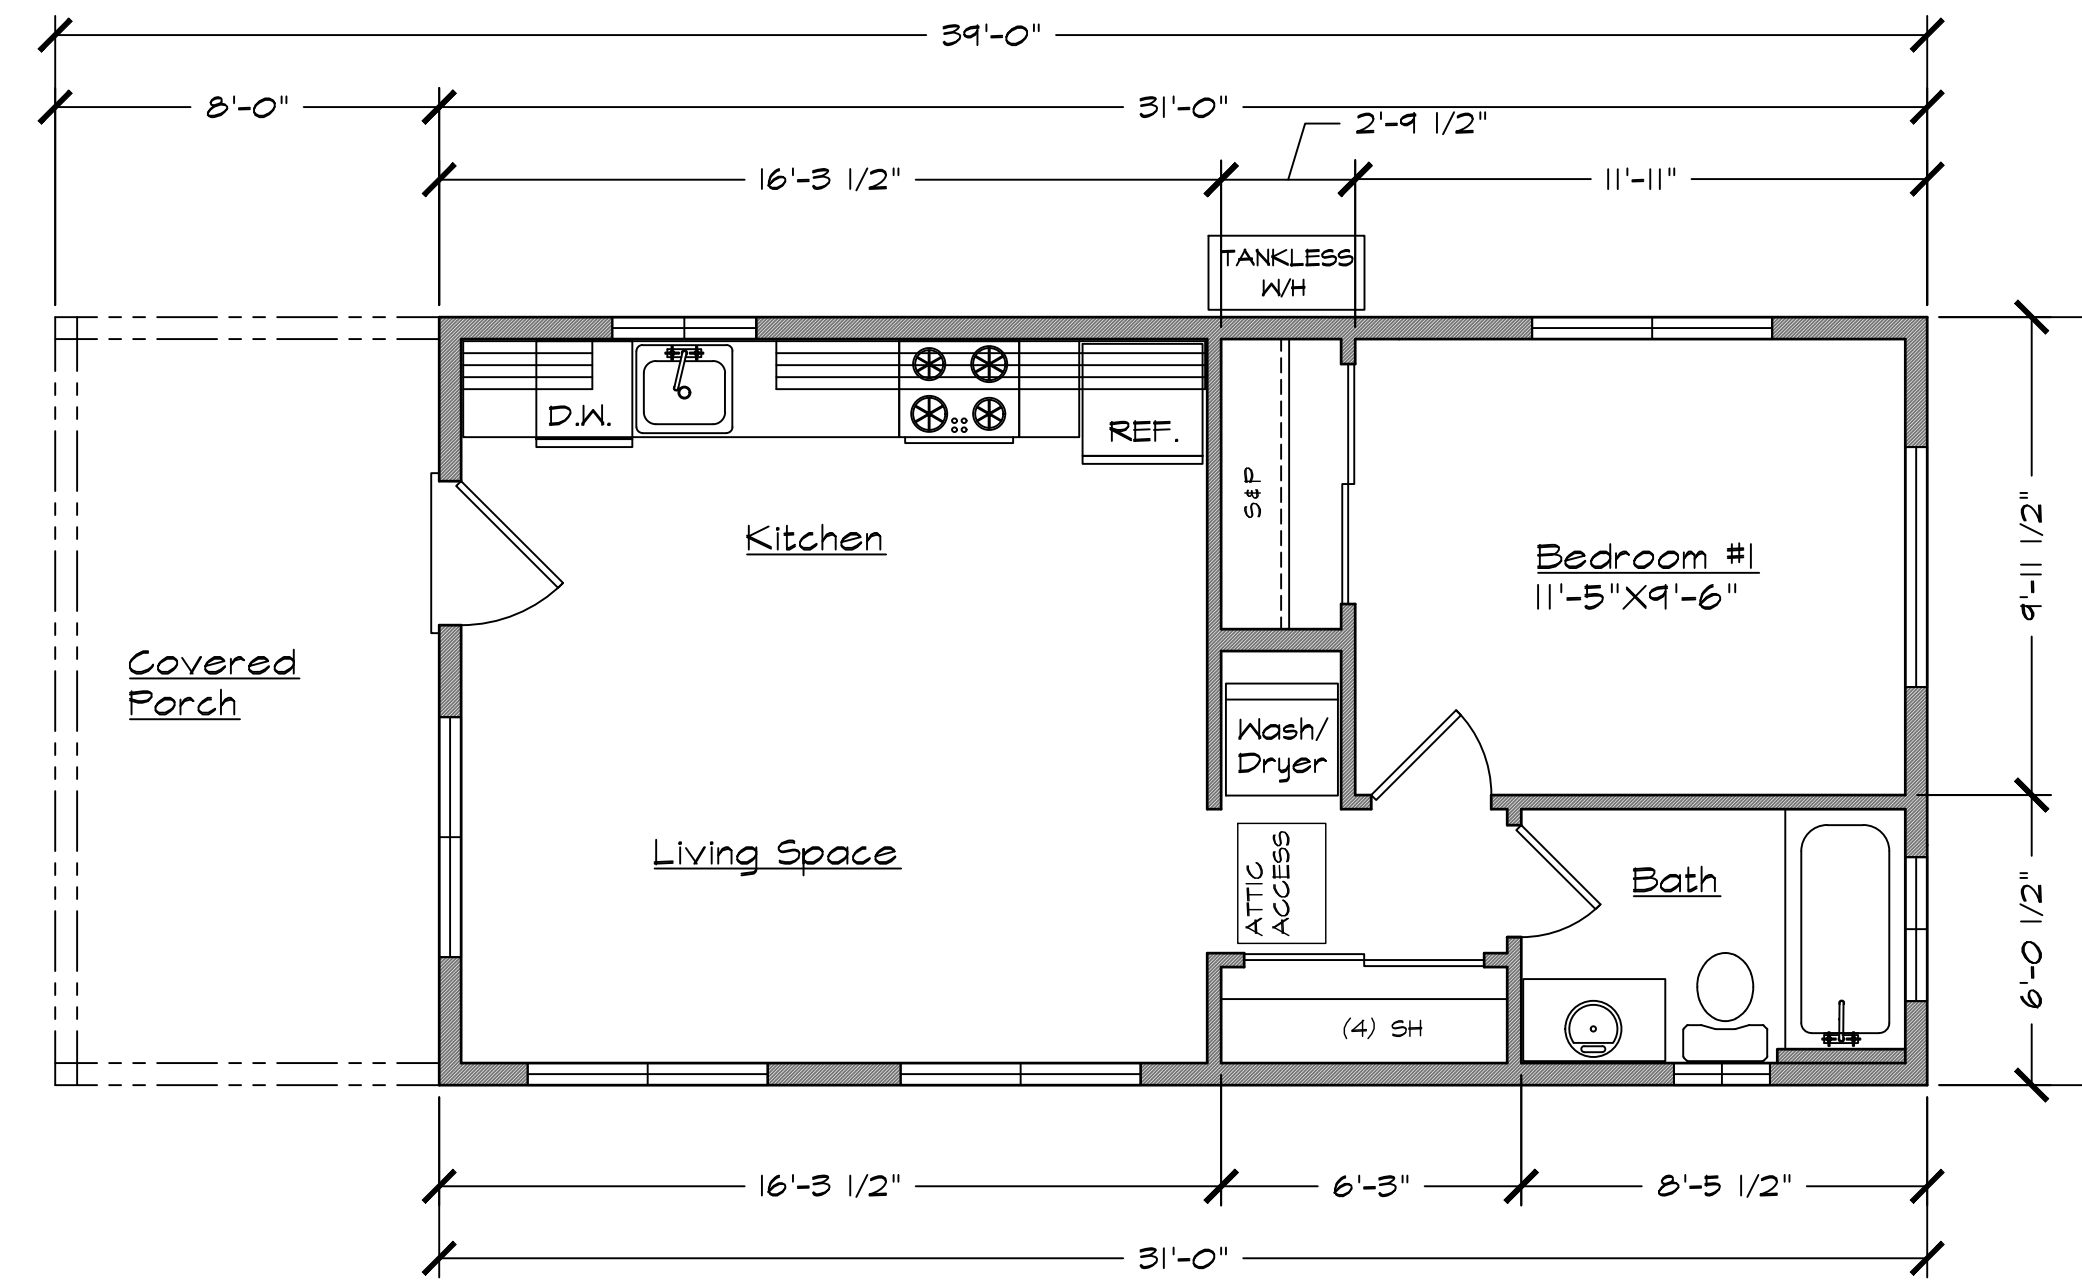 39'-0"
8'-0"
31'-0"
2'-9 1/2"
16'-3 1/2"
11'-11"
TANKLESS
W/H
D.W.
REF.
S&P
Kitchen
Bedroom #1
11'-5"X9'-6"
9'-11 1/2"
Covered
Porch
Wash/
Dryer
Living Space
ATTIC
ACCESS
Bath
6'-0 1/2"
(4) SH
16'-3 1/2"
6'-3"
8'-5 1/2"
31'-0"